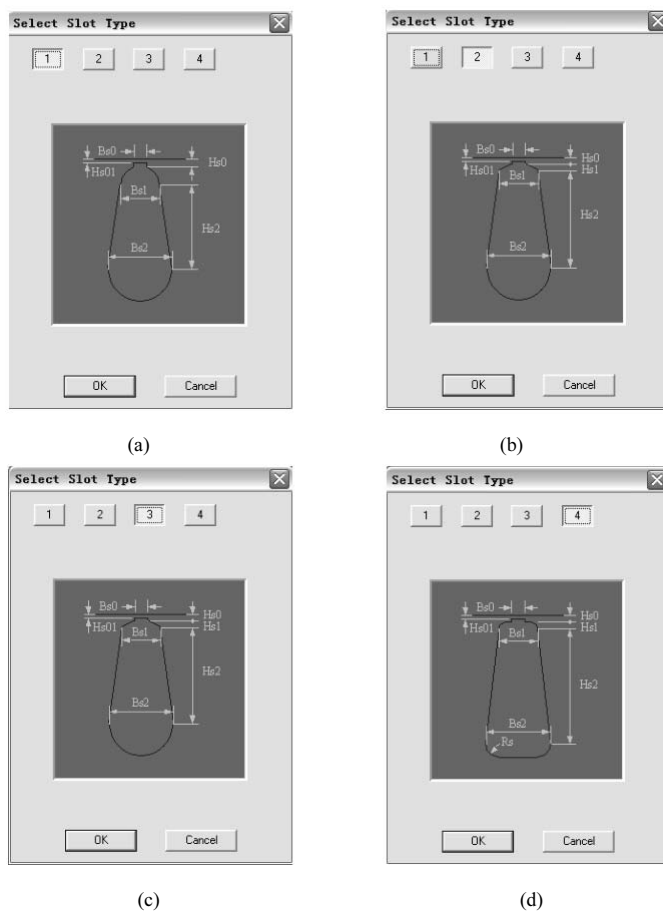 Select Slot Type
1 2 3 4
Bs0
Hs0
Hs01
Bs1
Hs2
Bs2
OK Cancel
(a)
Select Slot Type
1 2 3 4
Bs0
Hs0
Hs01 Hs1
Bs1
Hs2
Bs2
OK Cancel
(b)
Select Slot Type
1 2 3 4
Bs0
Hs0
Hs01 Hs1
Bs1
Hs2
Bs2
OK Cancel
(c)
Select Slot Type
1 2 3 4
Bs0
Hs0
Hs01 Hs1
Bs1
Hs2
Bs2
Rs
OK Cancel
(d)